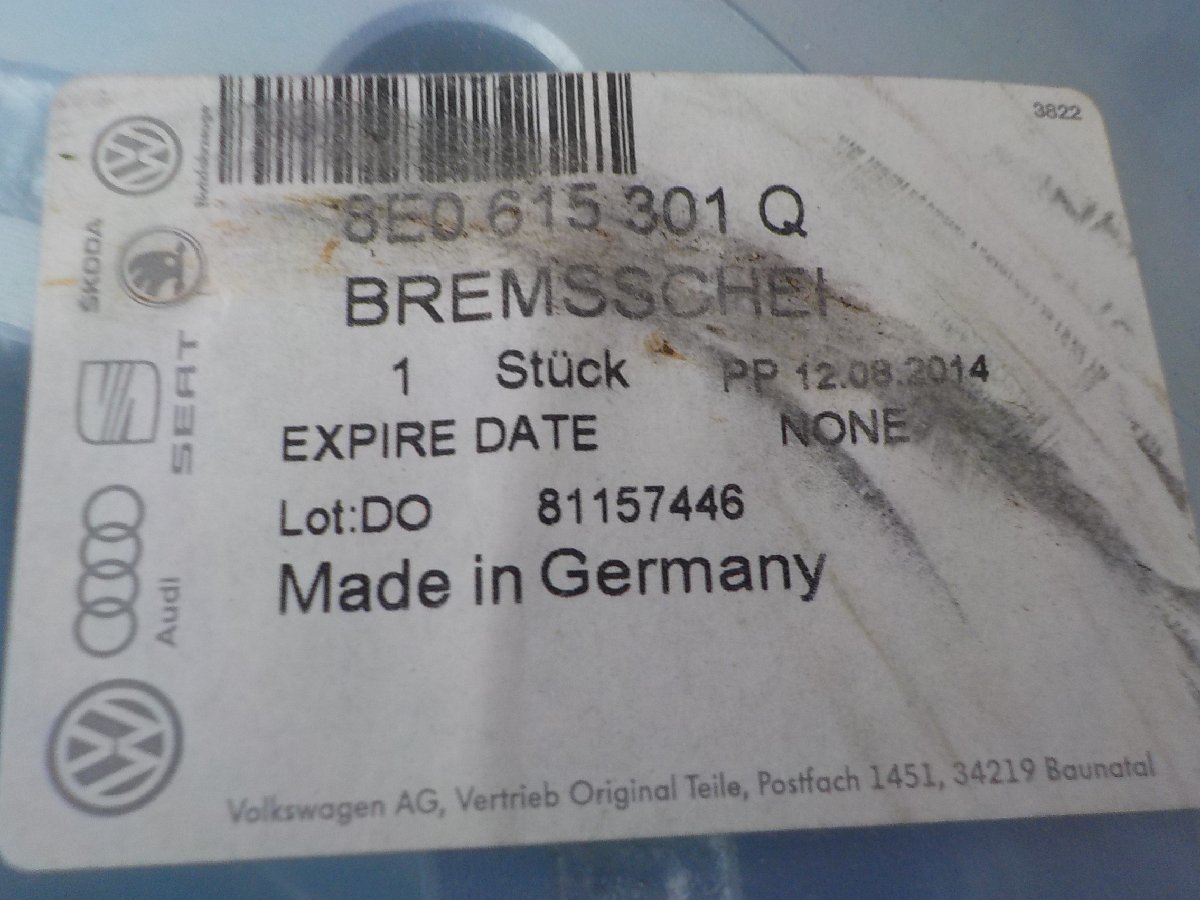 3822
8E0 615 301 Q
BREMSSCHEI
1 Stück PP 12.08.2014
EXPIRE DATE NONE
Lot:DO 81157446
Made in Germany
Volkswagen AG, Vertrieb Original Teile, Postfach 1451, 34219 Baunatal
Nutzfahrzeuge
ŠKODA
SEAT
Audi